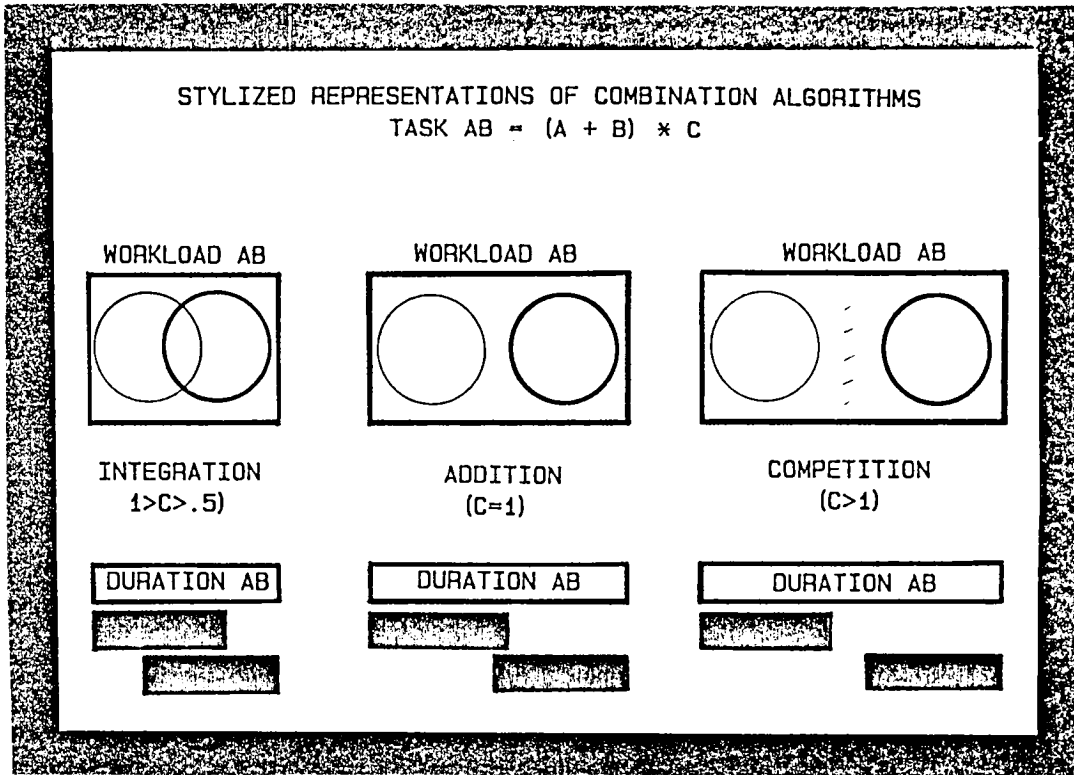 STYLIZED REPRESENTATIONS OF COMBINATION ALGORITHMS
TASK AB = (A + B) * C
WORKLOAD AB
WORKLOAD AB
WORKLOAD AB
INTEGRATION
1>C>.5)
ADDITION
(C=1)
COMPETITION
(C>1)
DURATION AB
DURATION AB
DURATION AB